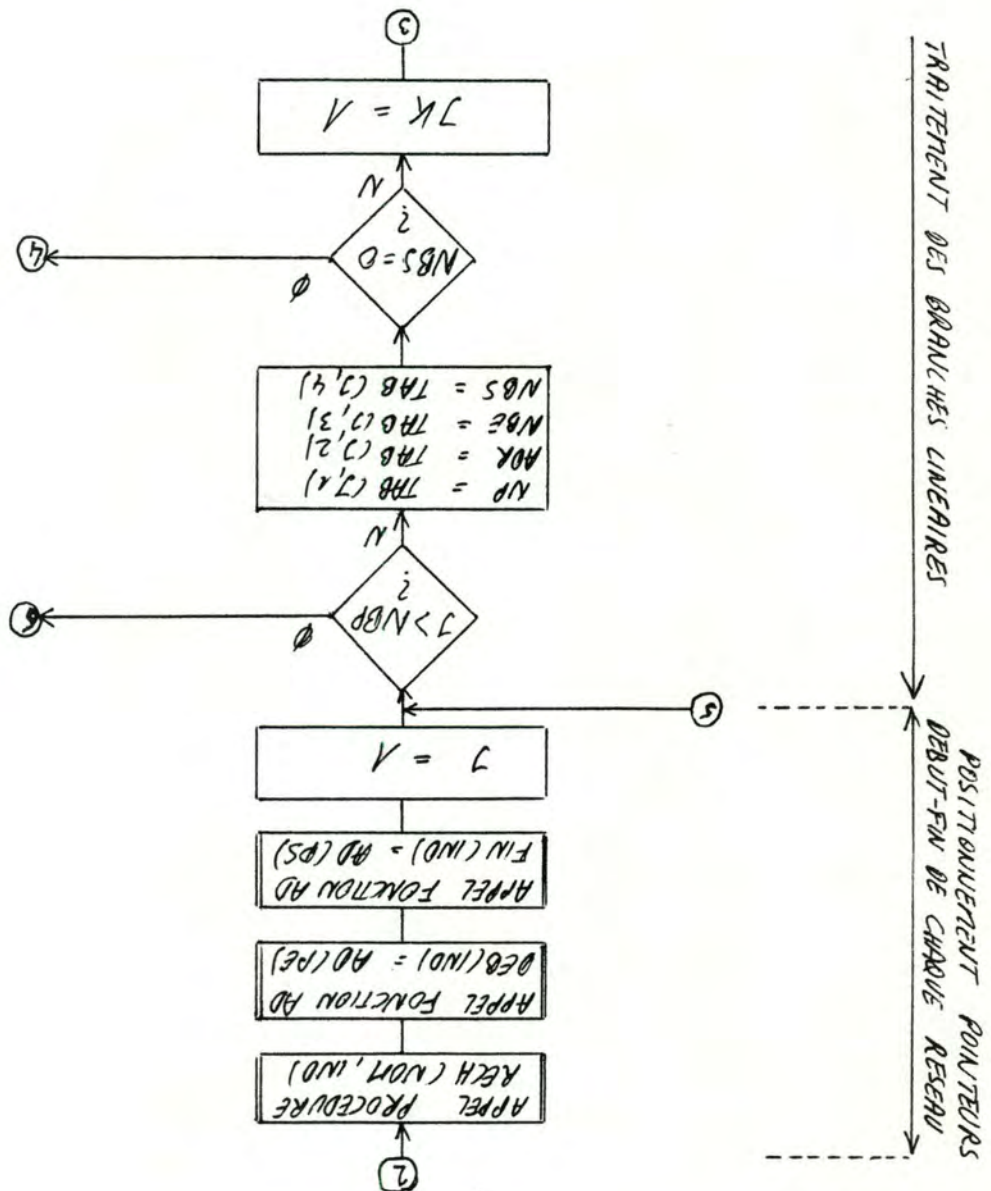 2
APPEL PROCEDURE
RECH (NOM, IND)
APPEL FONCTION AD
DEB(IND) = AD(PE)
APPEL FONCTION AD
FIN(IND) = AD(PS)
J = 1
5
J>NBP
?
Ø
6
N
NP = TAB(J,1)
ADR = TAB(J,2)
NBE = TAB(J,3)
NBS = TAB(J,4)
NBS=0
?
Ø
4
N
JK = 1
3
POSITIONNEMENT POINTEURS
DEBUT-FIN DE CHAQUE RESEAU
TRAITEMENT DES BRANCHES LINEAIRES